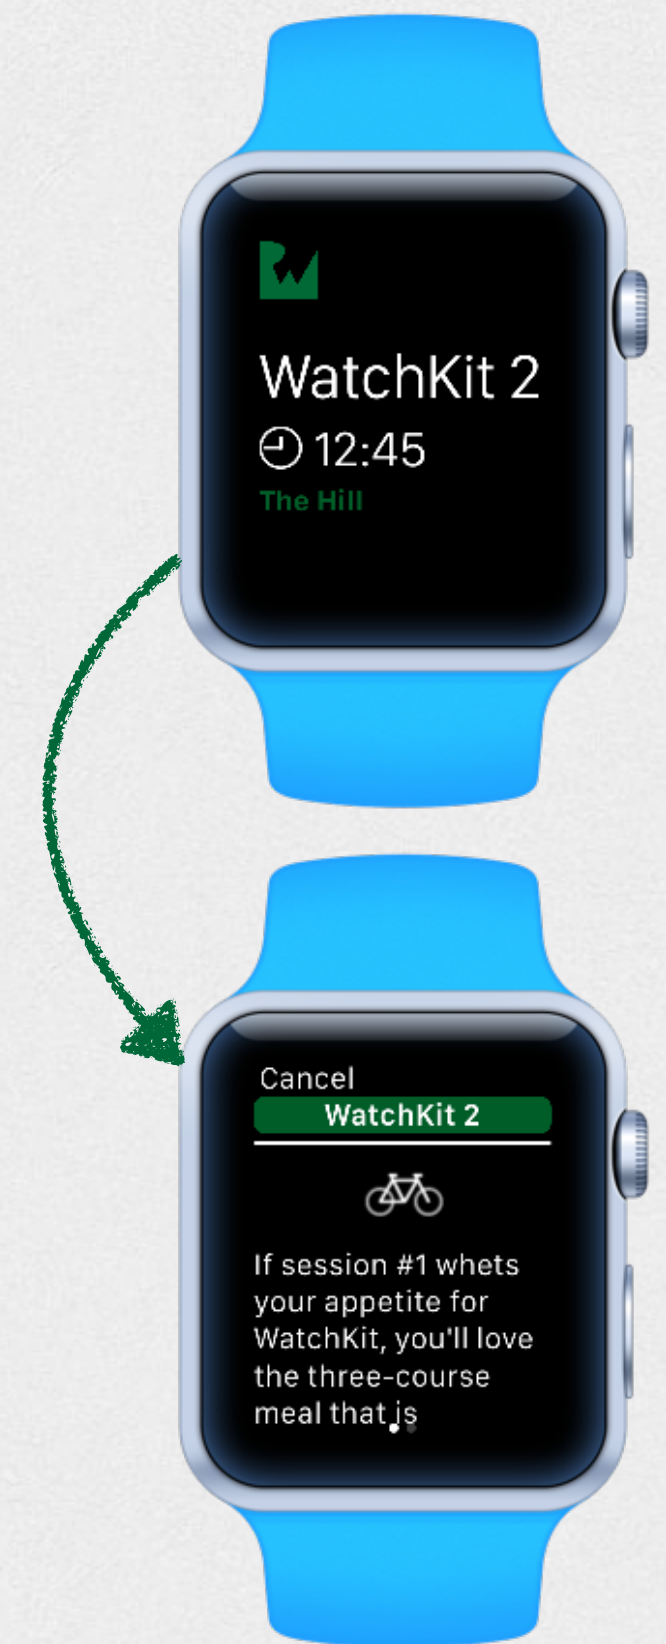 WatchKit 2
12:45
The Hill
Cancel
WatchKit 2
If session #1 whets
your appetite for
WatchKit, you'll love
the three-course
meal that is